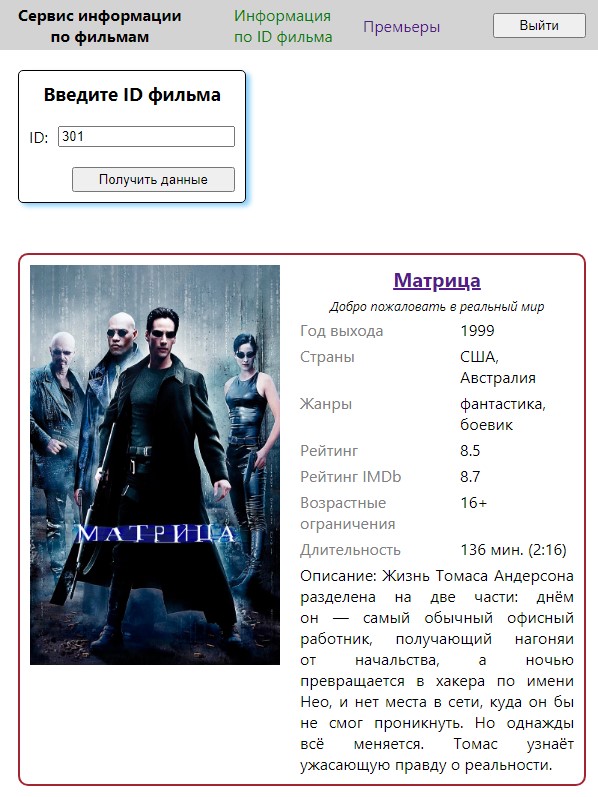 Сервис информации
по фильмам
Информация
по ID фильма
Премьеры
Выйти
Введите ID фильма
ID: 301
Получить данные
МАТРИЦА
Матрица
Добро пожаловать в реальный мир
Год выхода 1999
Страны США,
Австралия
Жанры фантастика,
боевик
Рейтинг 8.5
Рейтинг IMDb 8.7
Возрастные 16+
ограничения
Длительность 136 мин. (2:16)
Описание: Жизнь Томаса Андерсона
разделена на две части: днём
он — самый обычный офисный
работник, получающий нагоняи
от начальства, а ночью
превращается в хакера по имени
Нео, и нет места в сети, куда он бы
не смог проникнуть. Но однажды
всё меняется. Томас узнаёт
ужасающую правду о реальности.